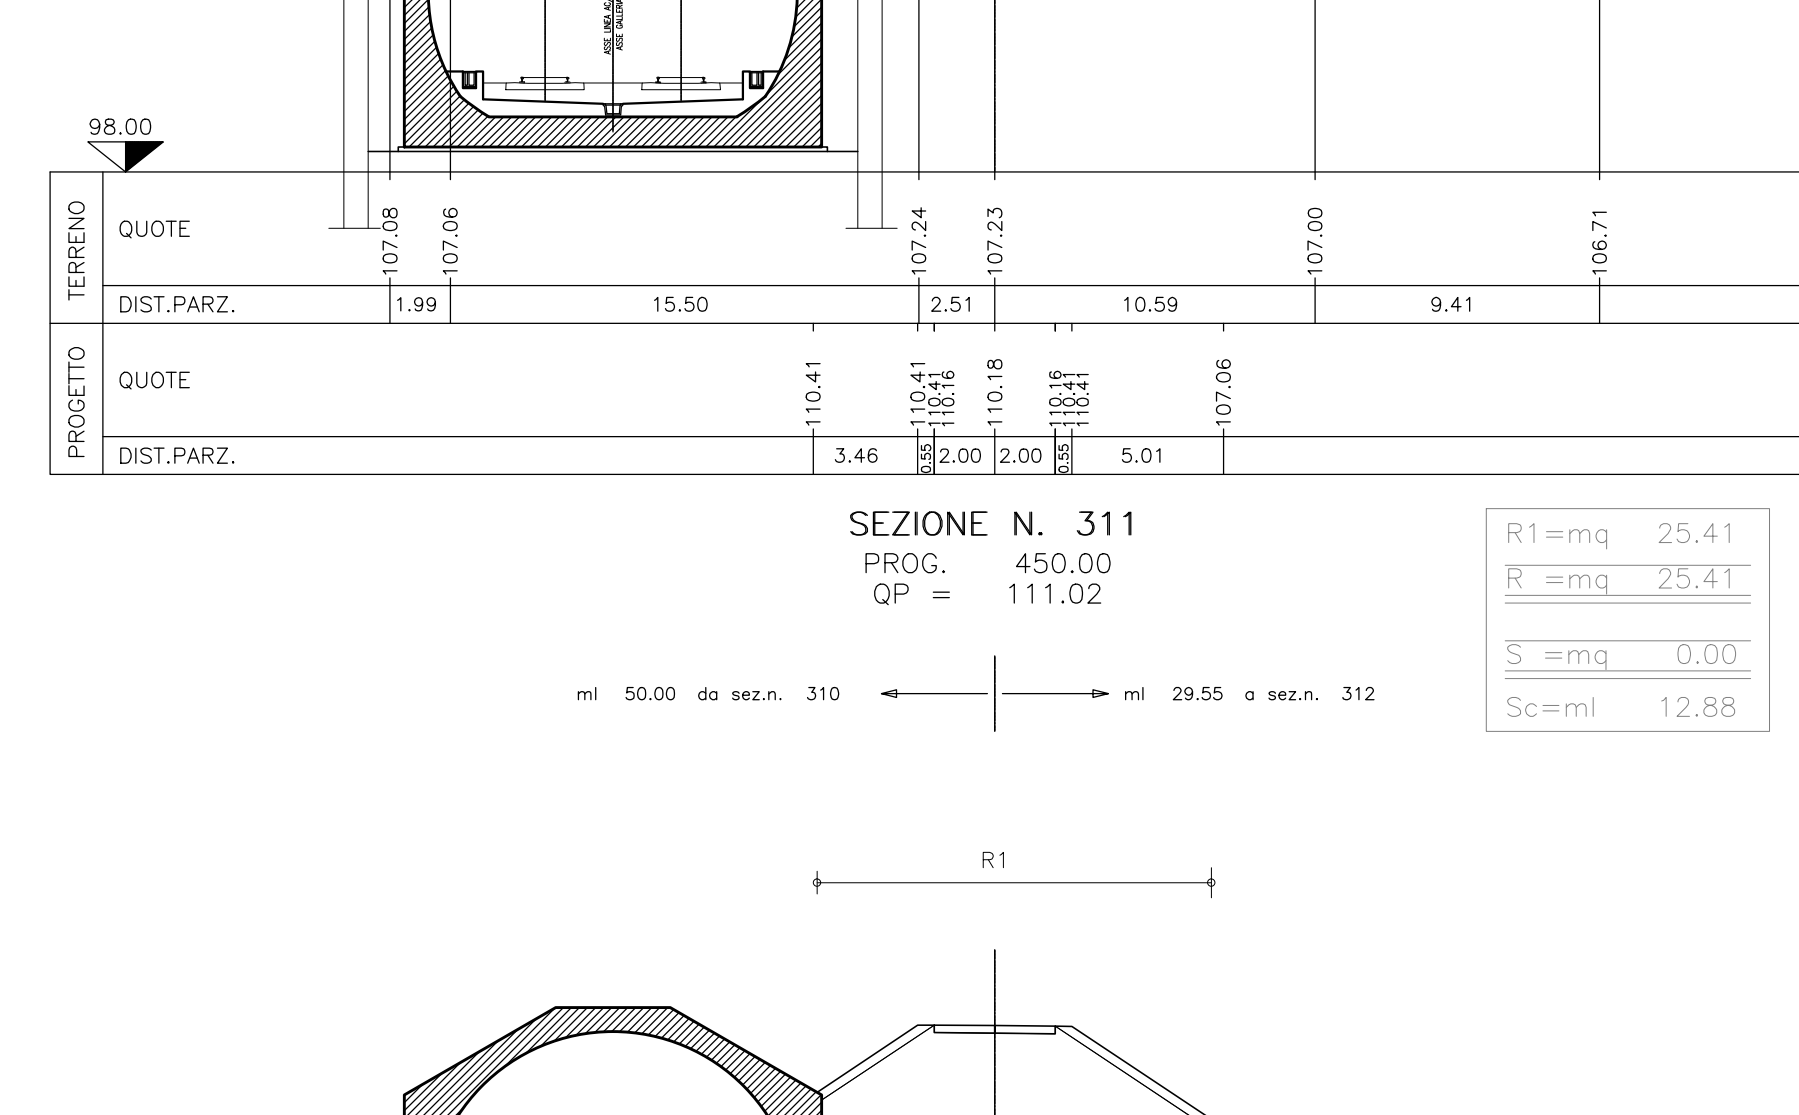 ASSE LINEA AC
ASSE GALLERIA
98.00
TERRENO
QUOTE
107.08 107.06 107.24 107.23 107.00 106.71
DIST.PARZ.
1.99 15.50 2.51 10.59 9.41
PROGETTO
QUOTE
110.41 110.41 110.41 110.16 110.18 110.16 110.41 110.41 107.06
DIST.PARZ.
3.46 0.55 2.00 2.00 0.55 5.01
SEZIONE N. 311
PROG. 450.00
QP = 111.02
R1=mq 25.41
R =mq 25.41
S =mq 0.00
Sc=ml 12.88
ml 50.00 da sez.n. 310
ml 29.55 a sez.n. 312
R1